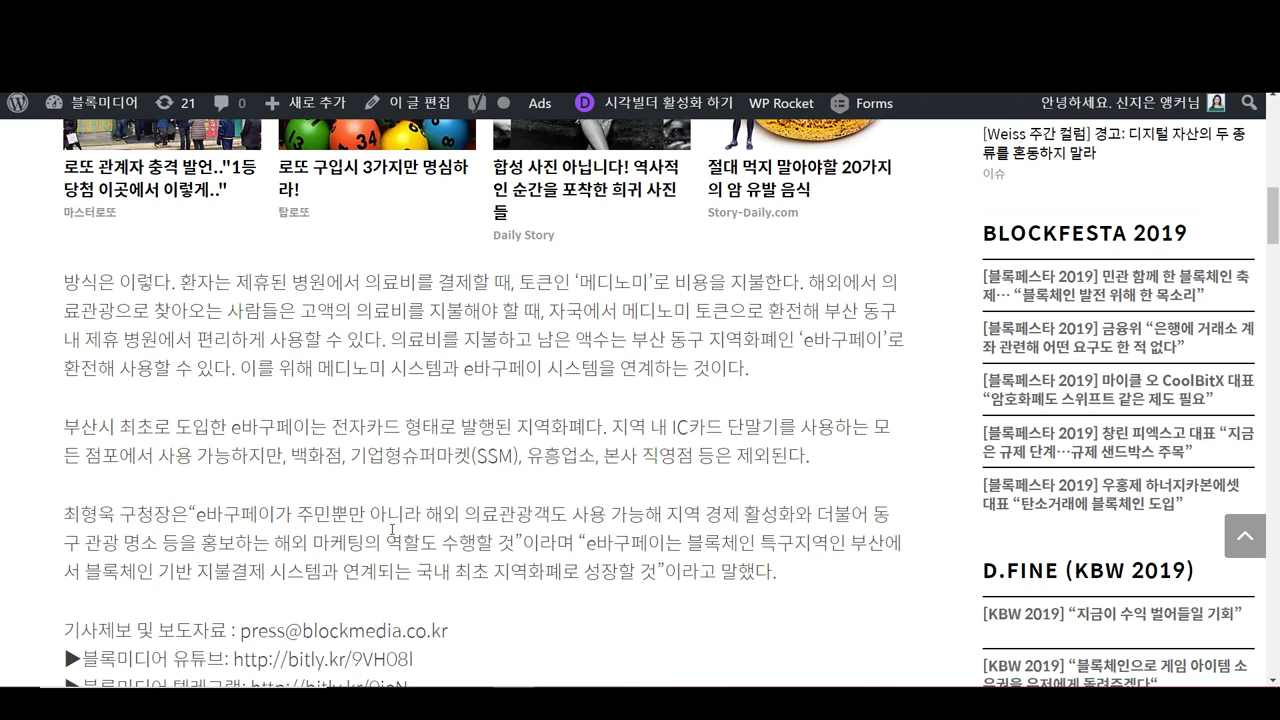 블록미디어 21 0 새로 추가 이 글 편집 Ads D 시각빌더 활성화 하기 WP Rocket Forms 안녕하세요. 신지은 앵커님
로또 관계자 충격 발언.."1등
당첨 이곳에서 이렇게.."
마스터로또
로또 구입시 3가지만 명심하
라!
탑로또
합성 사진 아닙니다! 역사적
인 순간을 포착한 희귀 사진
들
Daily Story
절대 먹지 말아야할 20가지
의 암 유발 음식
Story-Daily.com
방식은 이렇다. 환자는 제휴된 병원에서 의료비를 결제할 때, 토큰인 ‘메디노미’로 비용을 지불한다. 해외에서 의
료관광으로 찾아오는 사람들은 고액의 의료비를 지불해야 할 때, 자국에서 메디노미 토큰으로 환전해 부산 동구
내 제휴 병원에서 편리하게 사용할 수 있다. 의료비를 지불하고 남은 액수는 부산 동구 지역화폐인 ‘e바구페이’로
환전해 사용할 수 있다. 이를 위해 메디노미 시스템과 e바구페이 시스템을 연계하는 것이다.
부산시 최초로 도입한 e바구페이는 전자카드 형태로 발행된 지역화폐다. 지역 내 IC카드 단말기를 사용하는 모
든 점포에서 사용 가능하지만, 백화점, 기업형슈퍼마켓(SSM), 유흥업소, 본사 직영점 등은 제외된다.
최형욱 구청장은“e바구페이가 주민뿐만 아니라 해외 의료관광객도 사용 가능해 지역 경제 활성화와 더불어 동
구 관광 명소 등을 홍보하는 해외 마케팅의 역할도 수행할 것”이라며 “e바구페이는 블록체인 특구지역인 부산에
서 블록체인 기반 지불결제 시스템과 연계되는 국내 최초 지역화폐로 성장할 것”이라고 말했다.
기사제보 및 보도자료 : press@blockmedia.co.kr
▶블록미디어 유튜브: http://bitly.kr/9VH08l
▶블록미디어 텔레그램: http://bitly.kr/0jeN
[Weiss 주간 컬럼] 경고: 디지털 자산의 두 종
류를 혼동하지 말라
이슈
BLOCKFESTA 2019
[블록페스타 2019] 민관 함께 한 블록체인 축
제… “블록체인 발전 위해 한 목소리”
[블록페스타 2019] 금융위 “은행에 거래소 계
좌 관련해 어떤 요구도 한 적 없다”
[블록페스타 2019] 마이클 오 CoolBitX 대표
“암호화폐도 스위프트 같은 제도 필요”
[블록페스타 2019] 창린 피엑스고 대표 “지금
은 규제 단계…규제 샌드박스 주목”
[블록페스타 2019] 우홍제 하너지카본에셋
대표 “탄소거래에 블록체인 도입”
D.FINE (KBW 2019)
[KBW 2019] “지금이 수익 벌어들일 기회”
[KBW 2019] “블록체인으로 게임 아이템 소
유권을 유저에게 돌려주겠다“